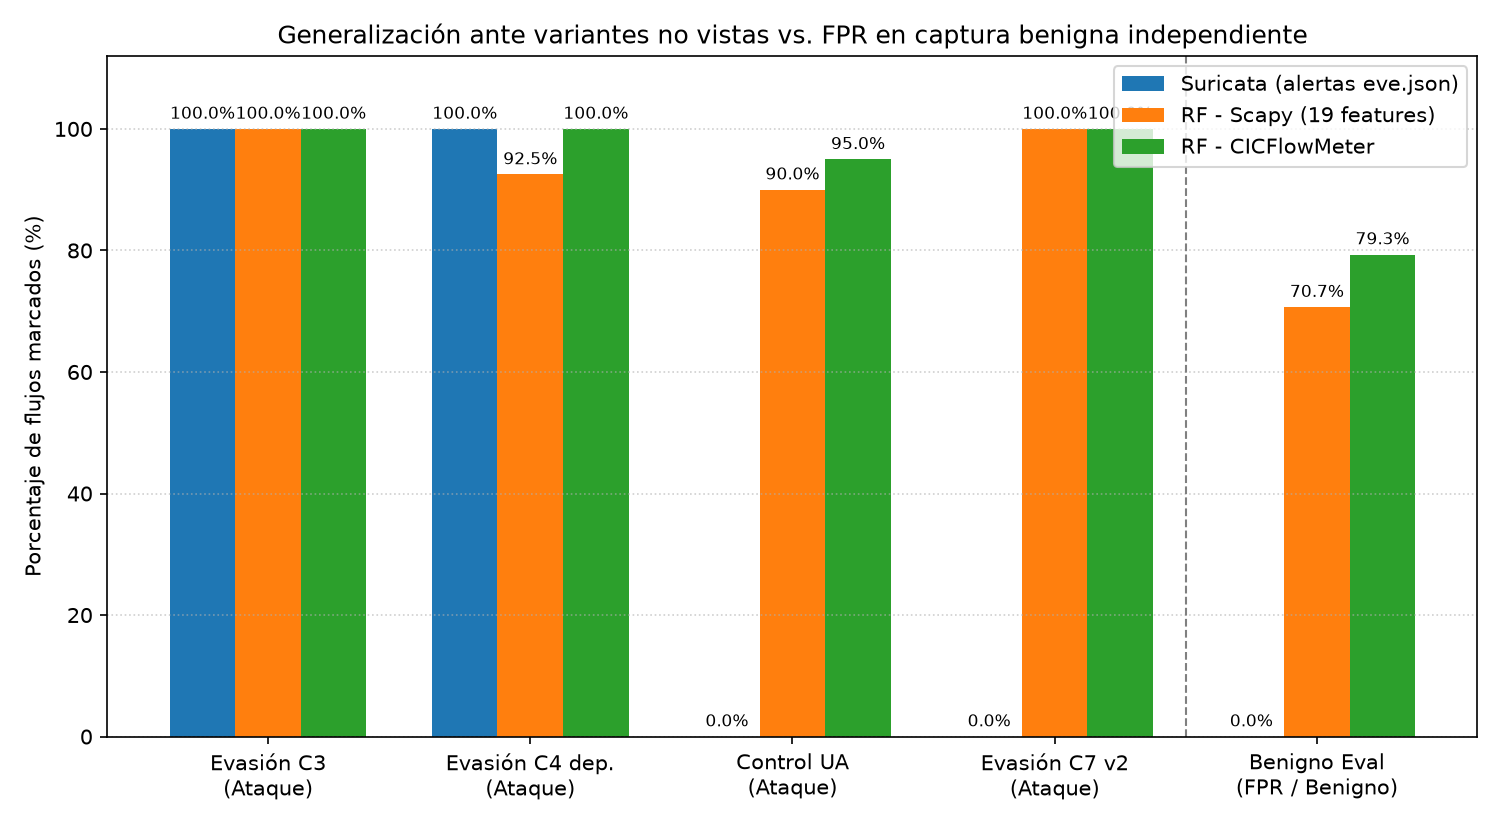 Generalización ante variantes no vistas vs. FPR en captura benigna independiente
Suricata (alertas eve.json)
RF - Scapy (19 features)
RF - CICFlowMeter
Porcentaje de flujos marcados (%)
100
80
60
40
20
0
100.0% 100.0% 100.0%
100.0% 92.5% 100.0%
0.0% 90.0% 95.0%
0.0% 100.0%
0.0% 70.7% 79.3%
Evasión C3
(Ataque)
Evasión C4 dep.
(Ataque)
Control UA
(Ataque)
Evasión C7 v2
(Ataque)
Benigno Eval
(FPR / Benigno)